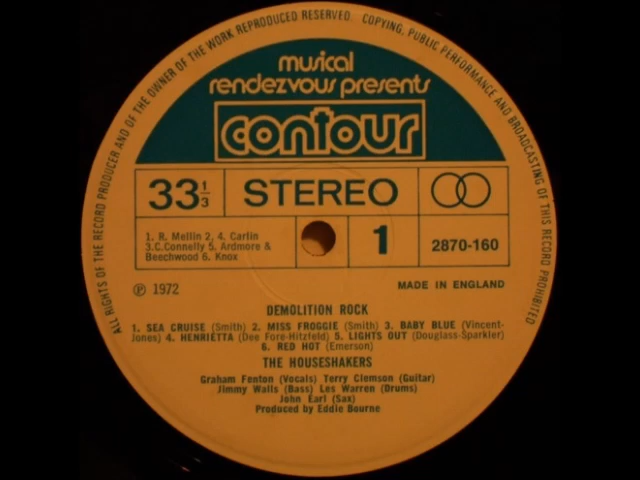 ALL RIGHTS OF THE RECORD PRODUCER AND OF THE OWNER OF THE WORK REPRODUCED RESERVED. COPYING, PUBLIC PERFORMANCE AND BROADCASTING OF THIS RECORD PROHIBITED
musical
rendezvous presents
contour
33 1/3 STEREO
1. R. Mellin 2, 4. Carlin
3.C.Connelly 5. Ardmore &
Beechwood 6. Knox
1
2870-160
℗ 1972
MADE IN ENGLAND
DEMOLITION ROCK
1. SEA CRUISE (Smith) 2. MISS FROGGIE (Smith) 3. BABY BLUE (Vincent-
Jones) 4. HENRIETTA (Dee Fore-Hitzfeld) 5. LIGHTS OUT (Douglass-Sparkler)
6. RED HOT (Emerson)
THE HOUSESHAKERS
Graham Fenton (Vocals) Terry Clemson (Guitar)
Jimmy Walls (Bass) Les Warren (Drums)
John Earl (Sax)
Produced by Eddie Bourne